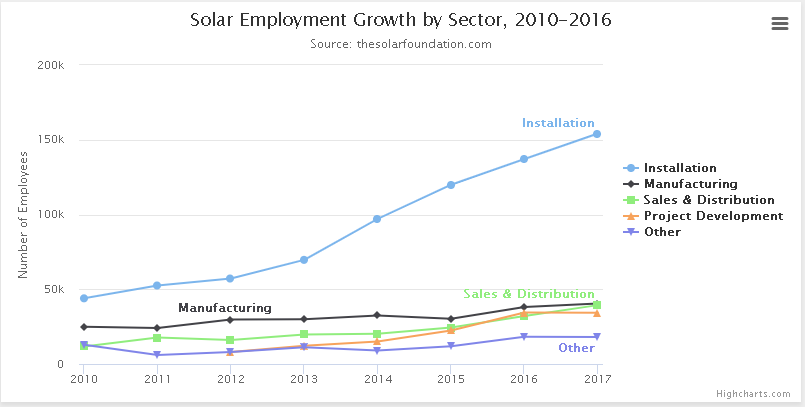 Solar Employment Growth by Sector, 2010-2016
Source: thesolarfoundation.com
Number of Employees
200k
150k
100k
50k
0
Installation
Manufacturing
Sales & Distribution
Other
2010 2011 2012 2013 2014 2015 2016 2017
Installation
Manufacturing
Sales & Distribution
Project Development
Other
Highcharts.com